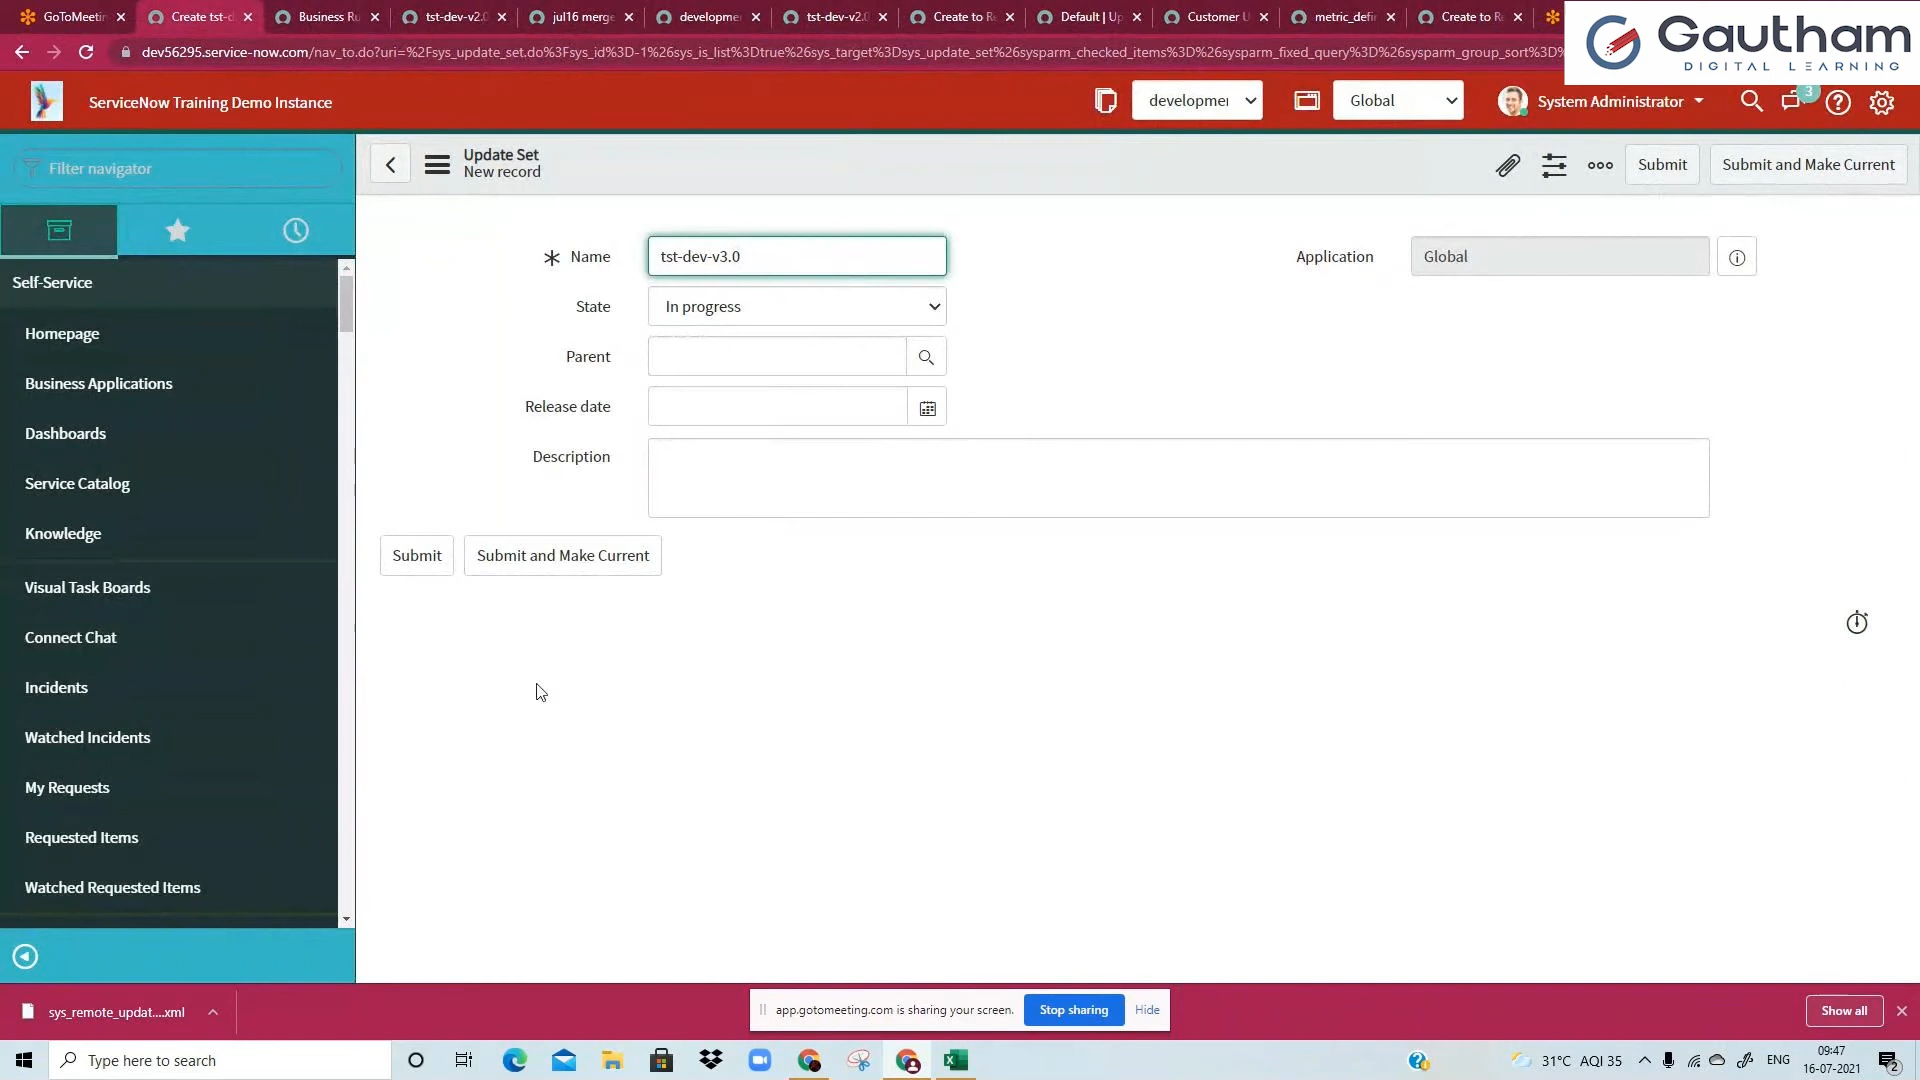 GoToMeetin
Create tst-d
Business Ru
tst-dev-v2.0
jul16 merge
developmen
tst-dev-v2.0
Create to Re
Default | Up
Customer U
metric_defin
Create to Re
dev56295.service-now.com/nav_to.do?uri=%2Fsys_update_set.do%3Fsys_id%3D-1%26sys_is_list%3Dtrue%26sys_target%3Dsys_update_set%26sysparm_checked_items%3D%26sysparm_fixed_query%3D%26sysparm_group_sort%3D%
Gautham
DIGITAL LEARNING
ServiceNow Training Demo Instance
developmer
Global
System Administrator
3
Filter navigator
Update Set
New record
Submit
Submit and Make Current
Self-Service
Homepage
Business Applications
Dashboards
Service Catalog
Knowledge
Visual Task Boards
Connect Chat
Incidents
Watched Incidents
My Requests
Requested Items
Watched Requested Items
Name
tst-dev-v3.0
Application
Global
State
In progress
Parent
Release date
Description
Submit
Submit and Make Current
sys_remote_updat....xml
app.gotomeeting.com is sharing your screen.
Stop sharing
Hide
Show all
Type here to search
31°C AQI 35
ENG
09:47
16-07-2021
2